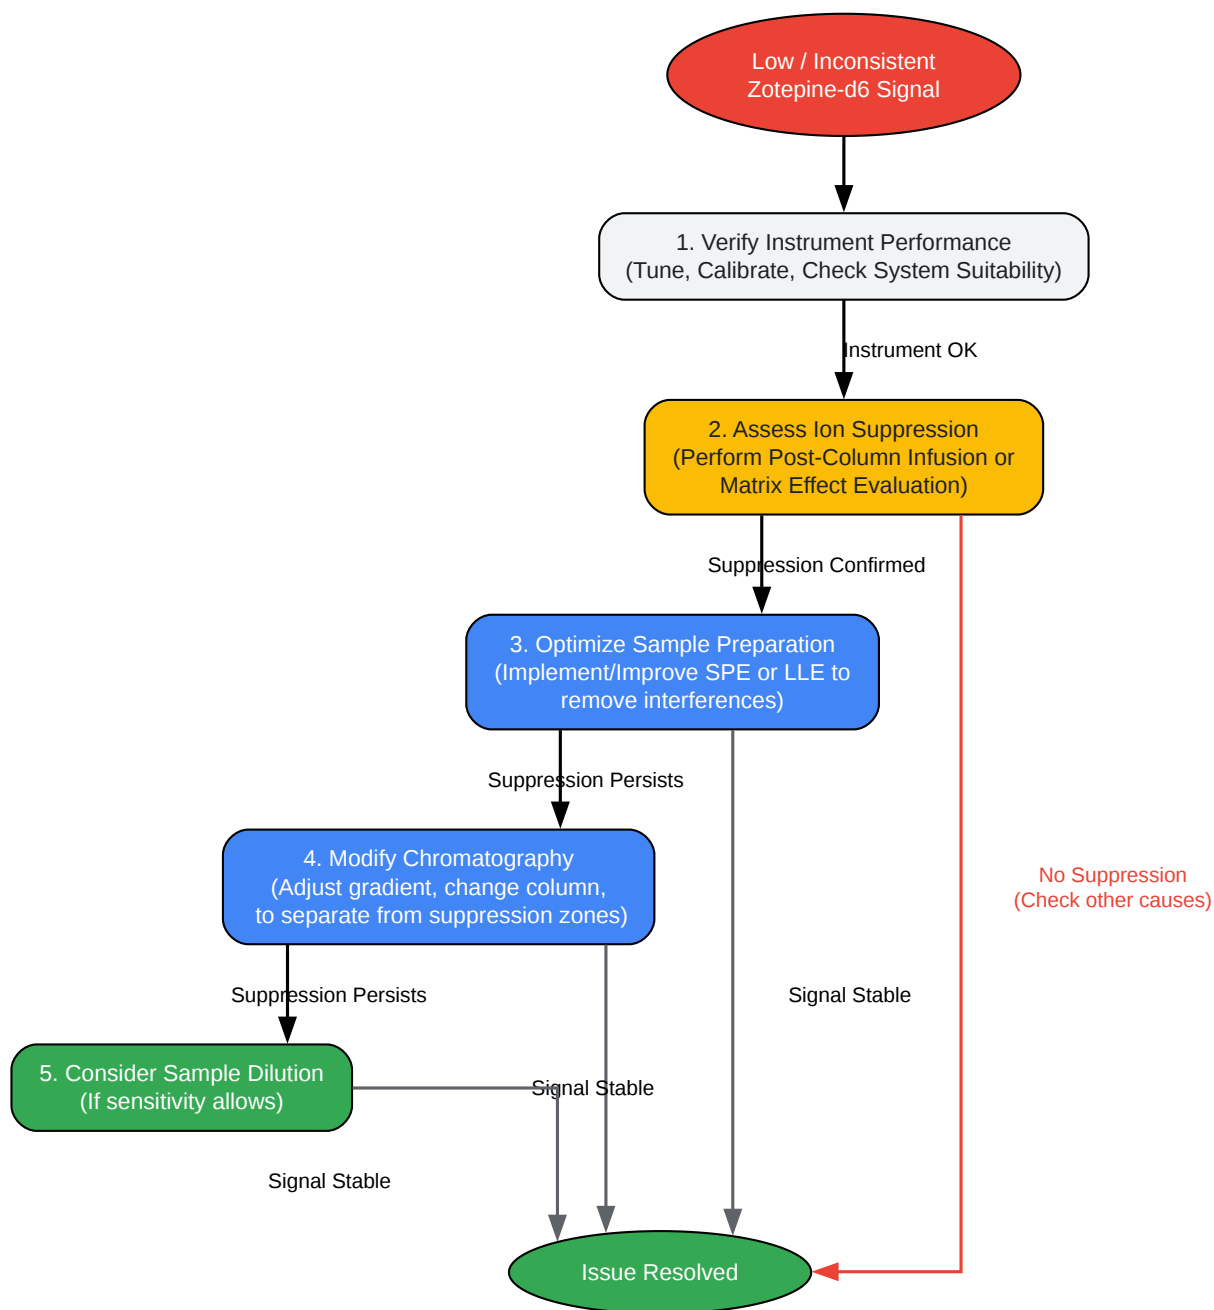 Low / Inconsistent
Zotepine-d6 Signal
1. Verify Instrument Performance
(Tune, Calibrate, Check System Suitability)
Instrument OK
2. Assess Ion Suppression
(Perform Post-Column Infusion or
Matrix Effect Evaluation)
Suppression Confirmed
3. Optimize Sample Preparation
(Implement/Improve SPE or LLE to
remove interferences)
Suppression Persists
4. Modify Chromatography
(Adjust gradient, change column,
to separate from suppression zones)
No Suppression
(Check other causes)
Suppression Persists
Signal Stable
5. Consider Sample Dilution
(If sensitivity allows)
Signal Stable
Signal Stable
Issue Resolved